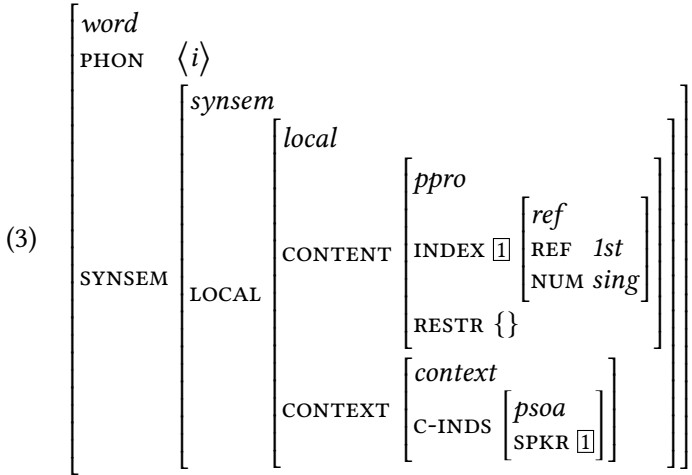 word
PHON ⟨i⟩
synsem
local
ppro
ref
(3) REF 1st
CONTENT INDEX 1
SYNSEM NUM sing
LOCAL
RESTR {}
context
CONTEXT psoa
C-INDS
SPKR 1